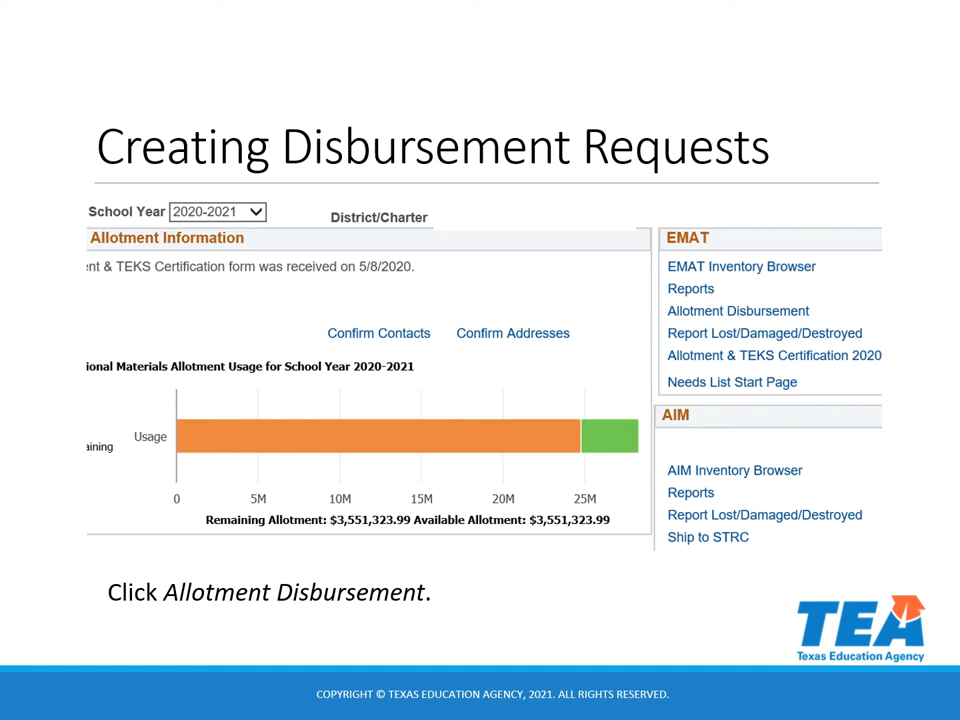 Creating Disbursement Requests
School Year 2020-2021
District/Charter
Allotment Information
ent & TEKS Certification form was received on 5/8/2020.
Confirm Contacts Confirm Addresses
ional Materials Allotment Usage for School Year 2020-2021
Usage
aining
0 5M 10M 15M 20M 25M
Remaining Allotment: $3,551,323.99 Available Allotment: $3,551,323.99
EMAT
EMAT Inventory Browser
Reports
Allotment Disbursement
Report Lost/Damaged/Destroyed
Allotment & TEKS Certification 2020
Needs List Start Page
AIM
AIM Inventory Browser
Reports
Report Lost/Damaged/Destroyed
Ship to STRC
Click Allotment Disbursement.
TEA
Texas Education Agency
COPYRIGHT © TEXAS EDUCATION AGENCY, 2021. ALL RIGHTS RESERVED.